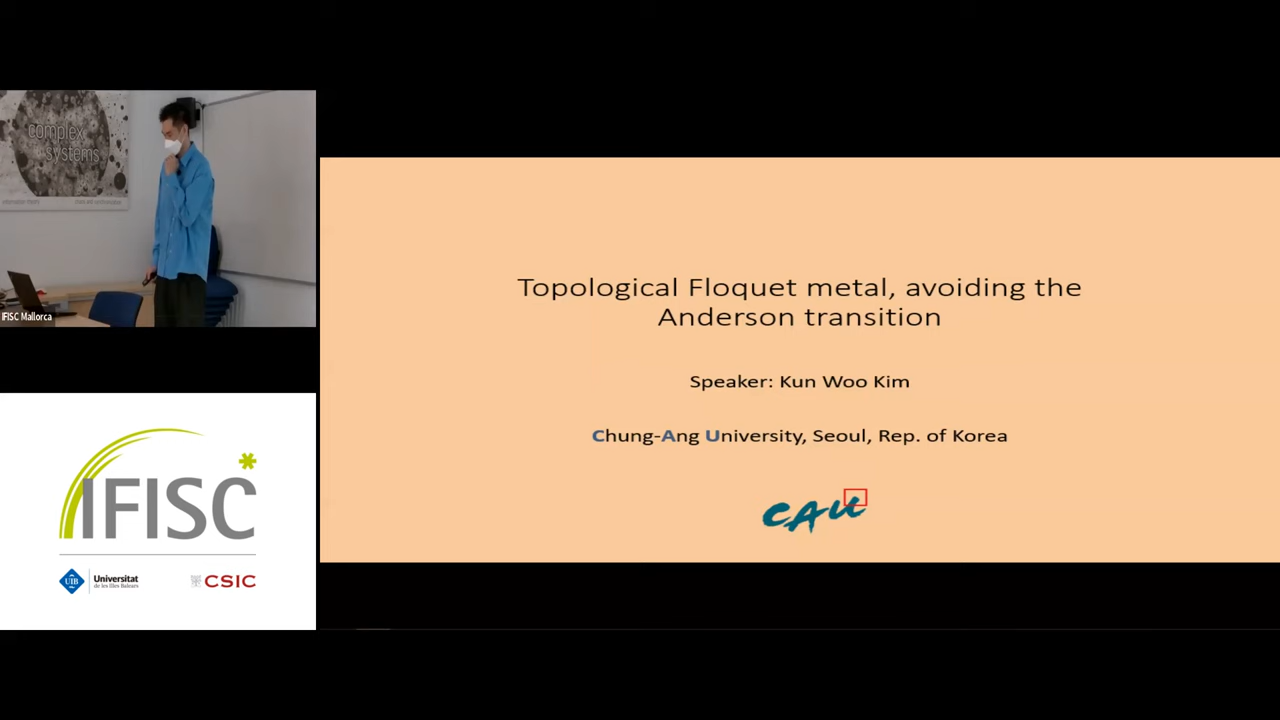 complex
systems
IFISC Mallorca
Topological Floquet metal, avoiding the
Anderson transition
Speaker: Kun Woo Kim
Chung-Ang University, Seoul, Rep. of Korea
CAU
IFISC
UIB
Universitat
de les Illes Balears
CSIC